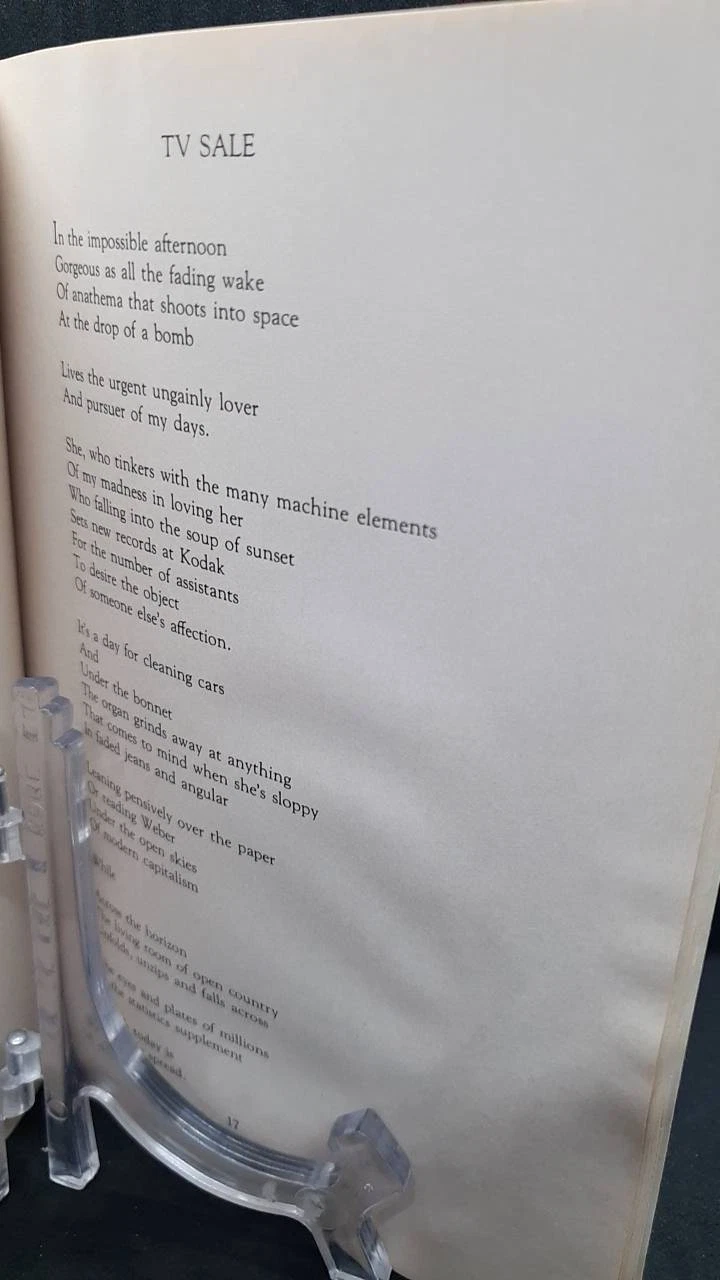 TV SALE
In the impossible afternoon
Gorgeous as all the fading wake
Of anathema that shoots into space
At the drop of a bomb
Lives the urgent ungainly lover
And pursuer of my days.
She, who tinkers with the many machine elements
Of my madness in loving her
Who falling into the soup of sunset
Sets new records at Kodak
For the number of assistants
To desire the object
Of someone else's affection.
It's a day for cleaning cars
And
Under the bonnet
The organ grinds away at anything
That comes to mind when she's sloppy
In faded jeans and angular
Leaning pensively over the paper
Or reading Weber
Under the open skies
Of modern capitalism
While
Across the horizon
The living room of open country
Unfolds, unzips and falls across
eyes and plates of millions
the statistics supplement
today is
spread.
17